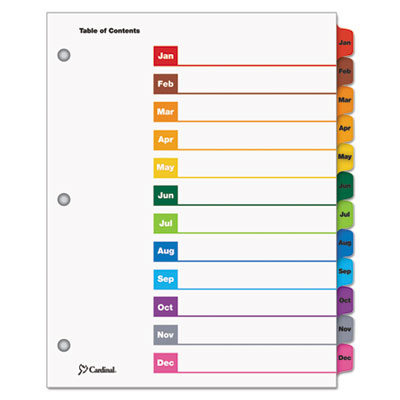 Table of Contents
Jan
Feb
Mar
Apr
May
Jun
Jul
Aug
Sep
Oct
Nov
Dec
Jan
Feb
Mar
Apr
May
Jun
Jul
Aug
Sep
Oct
Nov
Dec
Cardinal.